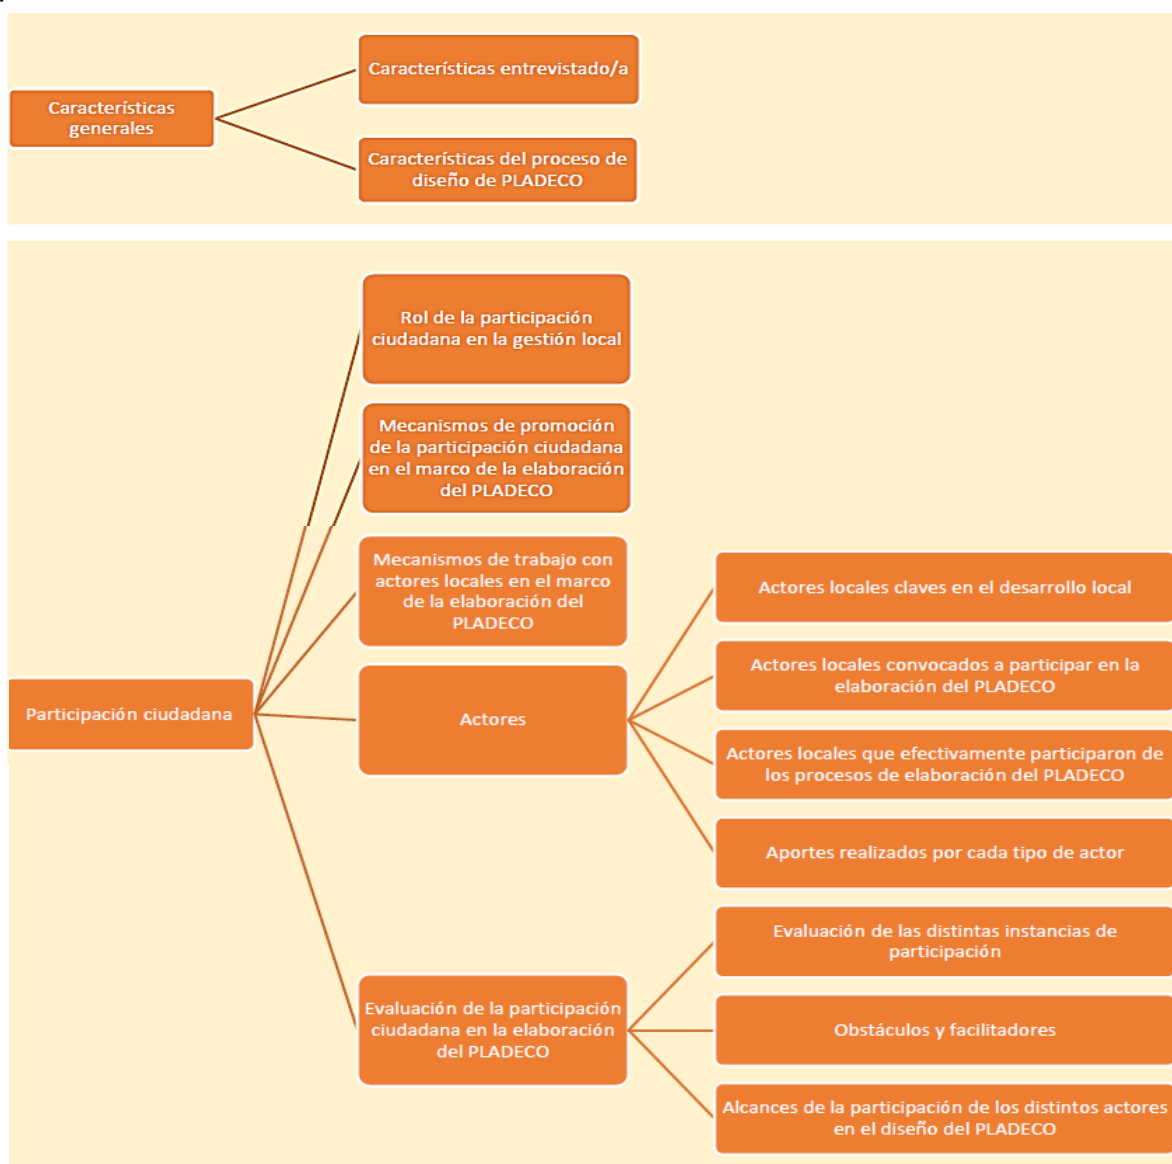 Características
generales
Características entrevistado/a
Características del proceso de
diseño de PLADECO
Participación ciudadana
Rol de la participación
ciudadana en la gestión local
Mecanismos de promoción
de la participación ciudadana
en el marco de la elaboración
del PLADECO
Mecanismos de trabajo con
actores locales en el marco
de la elaboración del
PLADECO
Actores
Actores locales claves en el desarrollo local
Actores locales convocados a participar en la
elaboración del PLADECO
Actores locales que efectivamente participaron de
los procesos de elaboración del PLADECO
Aportes realizados por cada tipo de actor
Evaluación de la participación
ciudadana en la elaboración
del PLADECO
Evaluación de las distintas instancias de
participación
Obstáculos y facilitadores
Alcances de la participación de los distintos actores
en el diseño del PLADECO